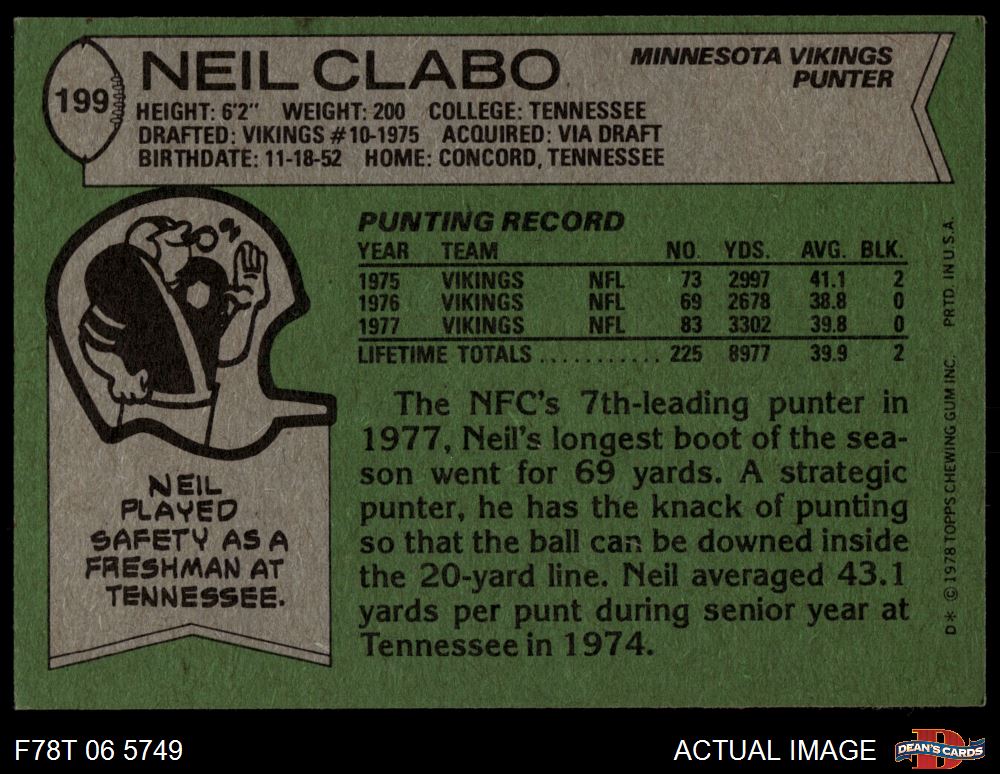 199
NEIL CLABO
MINNESOTA VIKINGS
PUNTER
HEIGHT: 6'2" WEIGHT: 200 COLLEGE: TENNESSEE
DRAFTED: VIKINGS #10-1975 ACQUIRED: VIA DRAFT
BIRTHDATE: 11-18-52 HOME: CONCORD, TENNESSEE
PUNTING RECORD
YEAR TEAM NO. YDS. AVG. BLK.
1975 VIKINGS NFL 73 2997 41.1 2
1976 VIKINGS NFL 69 2678 38.8 0
1977 VIKINGS NFL 83 3302 39.8 0
LIFETIME TOTALS ........... 225 8977 39.9 2
The NFC's 7th-leading punter in
1977, Neil's longest boot of the sea-
son went for 69 yards. A strategic
punter, he has the knack of punting
so that the ball can be downed inside
the 20-yard line. Neil averaged 43.1
yards per punt during senior year at
Tennessee in 1974.
NEIL
PLAYED
SAFETY AS A
FRESHMAN AT
TENNESSEE.
D* © 1978 TOPPS CHEWING GUM INC. PRTD. IN U.S.A.
F78T 06 5749
ACTUAL IMAGE
D
DEAN'S CARDS